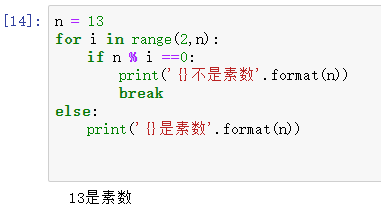 [14]: n = 13
for i in range(2,n):
    if n % i ==0:
        print('{}不是素数'.format(n))
        break
else:
    print('{}是素数'.format(n))
13是素数